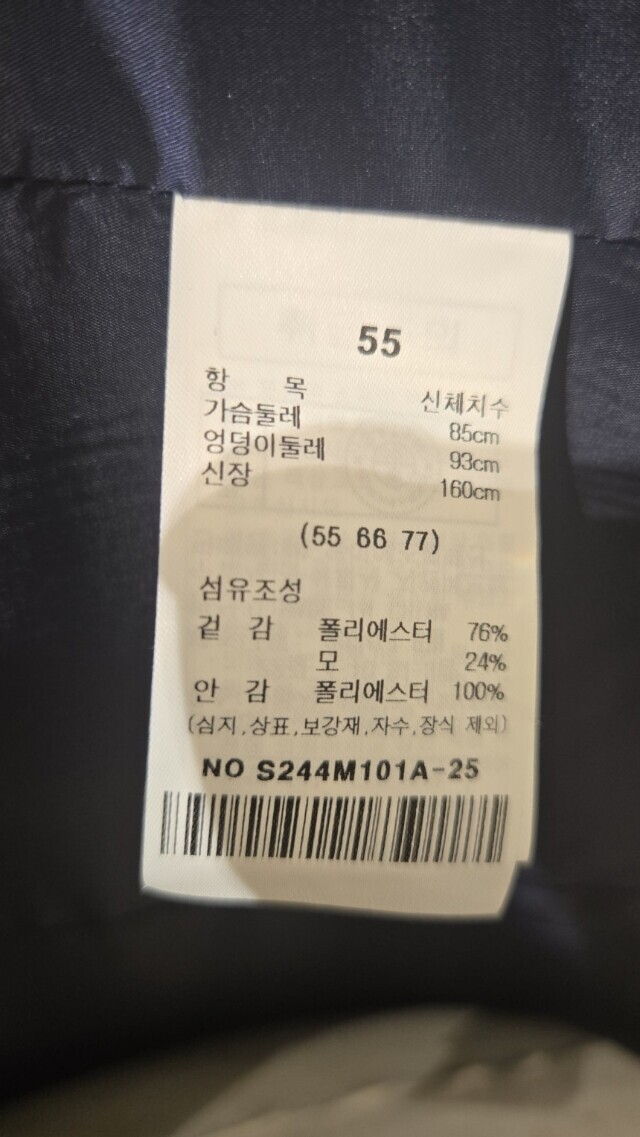 55
항 목 신체치수
가슴둘레 85cm
엉덩이둘레 93cm
신장 160cm
(55 66 77)
섬유조성
겉 감 폴리에스터 76%
모 24%
안 감 폴리에스터 100%
(심지,상표,보강재,자수,장식 제외)
NO S244M101A-25